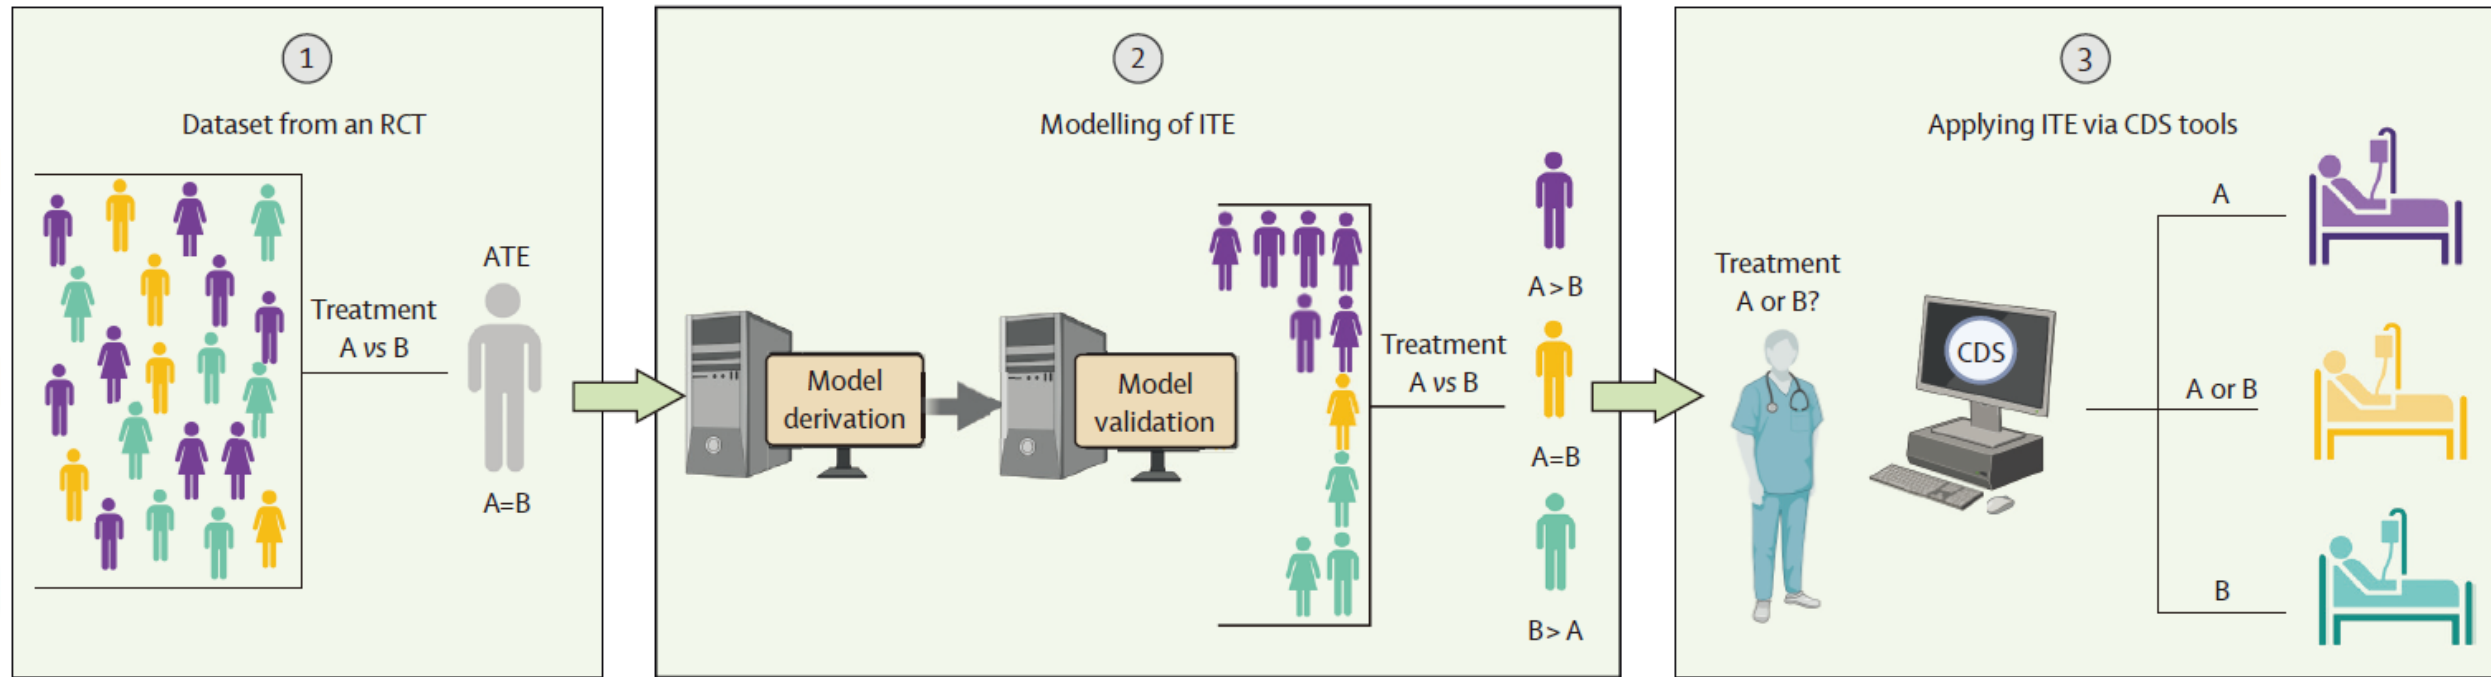 1
Dataset from an RCT
Treatment
A vs B
ATE
A=B
2
Modelling of ITE
Model
derivation
Model
validation
Treatment
A vs B
A>B
A=B
B> A
3
Applying ITE via CDS tools
Treatment
A or B?
CDS
A
A or B
B